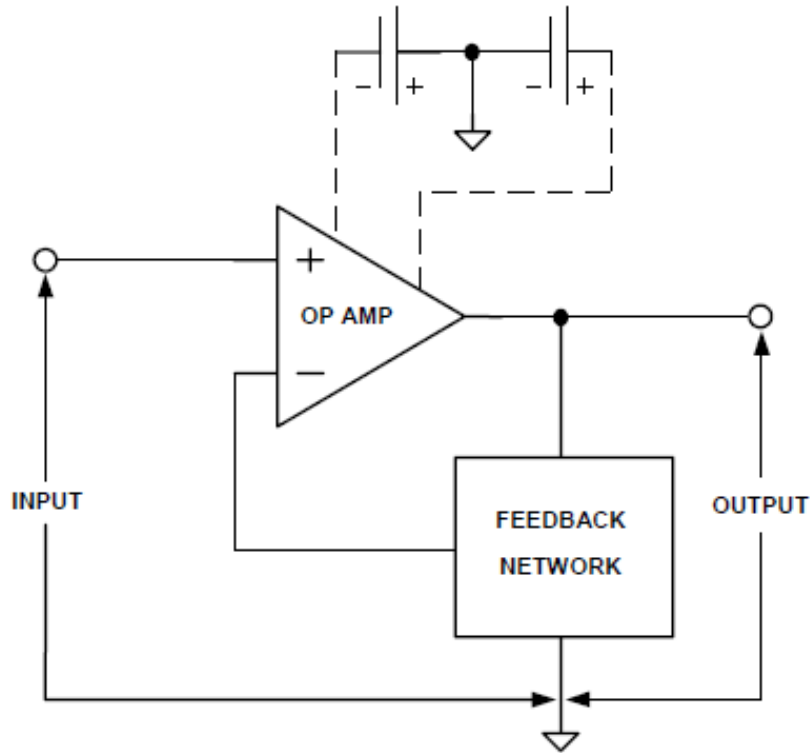 - + - +
+
OP AMP
−
INPUT
OUTPUT
FEEDBACK
NETWORK